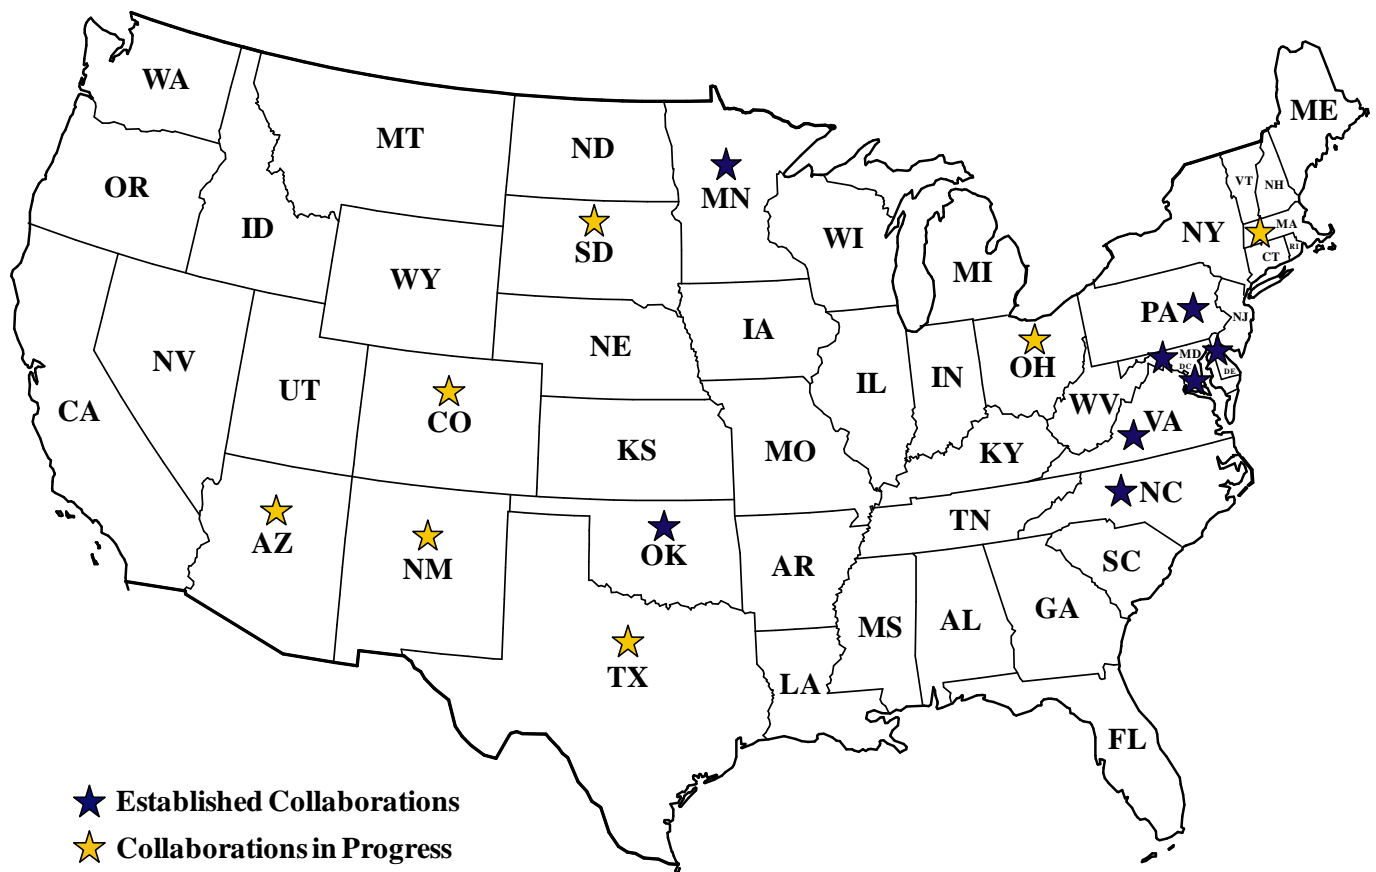 WA
MT
ND
ME
OR
MN
VT
NH
ID
SD
WI
NY
MA
MI
CT
RI
WY
PA
NJ
IA
NE
NV
OH
MD
DC
DE
UT
IL
IN
CA
CO
WV
VA
KS
MO
KY
NC
TN
AZ
NM
OK
AR
SC
GA
MS
AL
TX
LA
FL
Established Collaborations
Collaborations in Progress